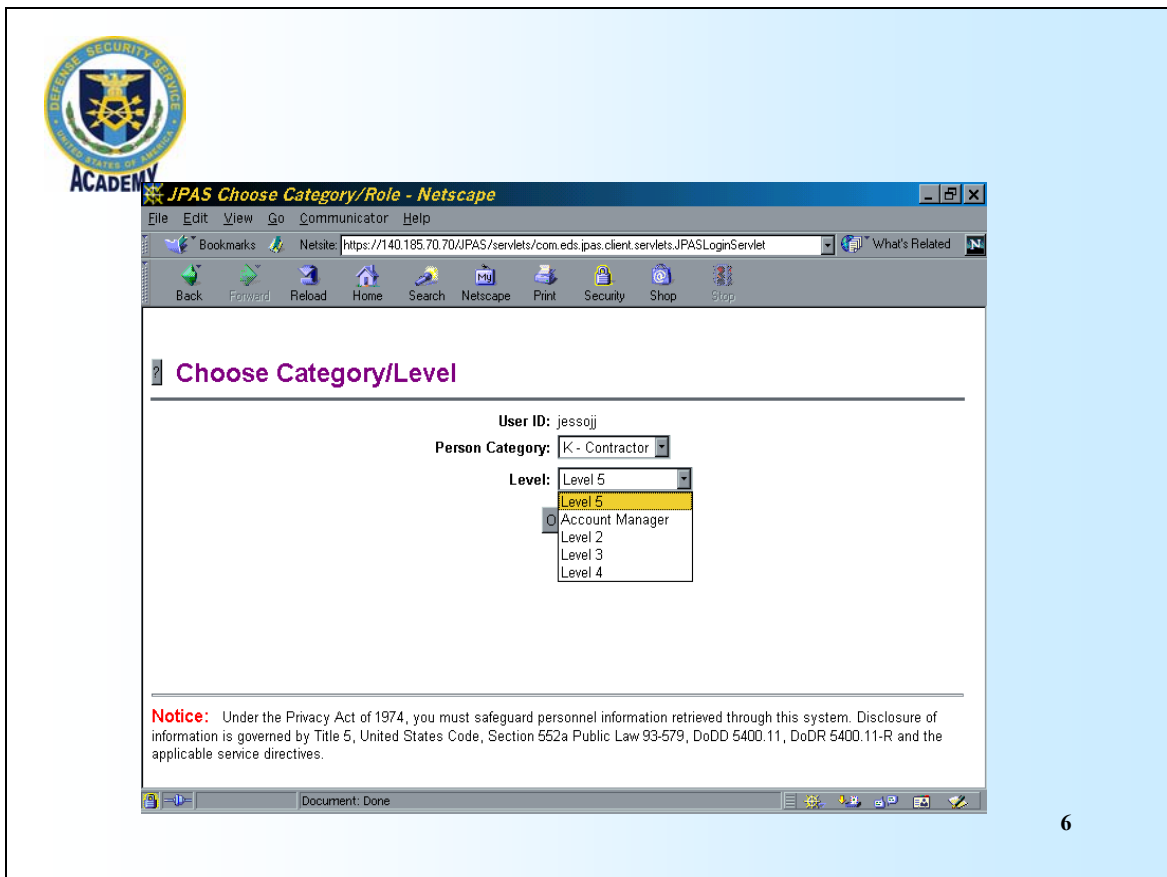 DEFENSE SECURITY SERVICE
UNITED STATES OF AMERICA
ACADEMY
JPAS Choose Category/Role - Netscape
File Edit View Go Communicator Help
Bookmarks Netsite: https://140.185.70.70/JPAS/servlets/com.eds.jpas.client.servlets.JPASLoginServlet What's Related N
My
Back Forward Reload Home Search Netscape Print Security Shop Stop
? Choose Category/Level
User ID: jessojj
Person Category: K - Contractor
Level: Level 5
Level 5
O Account Manager
Level 2
Level 3
Level 4
Notice: Under the Privacy Act of 1974, you must safeguard personnel information retrieved through this system. Disclosure of
information is governed by Title 5, United States Code, Section 552a Public Law 93-579, DoDD 5400.11, DoDR 5400.11-R and the
applicable service directives.
Document: Done
6